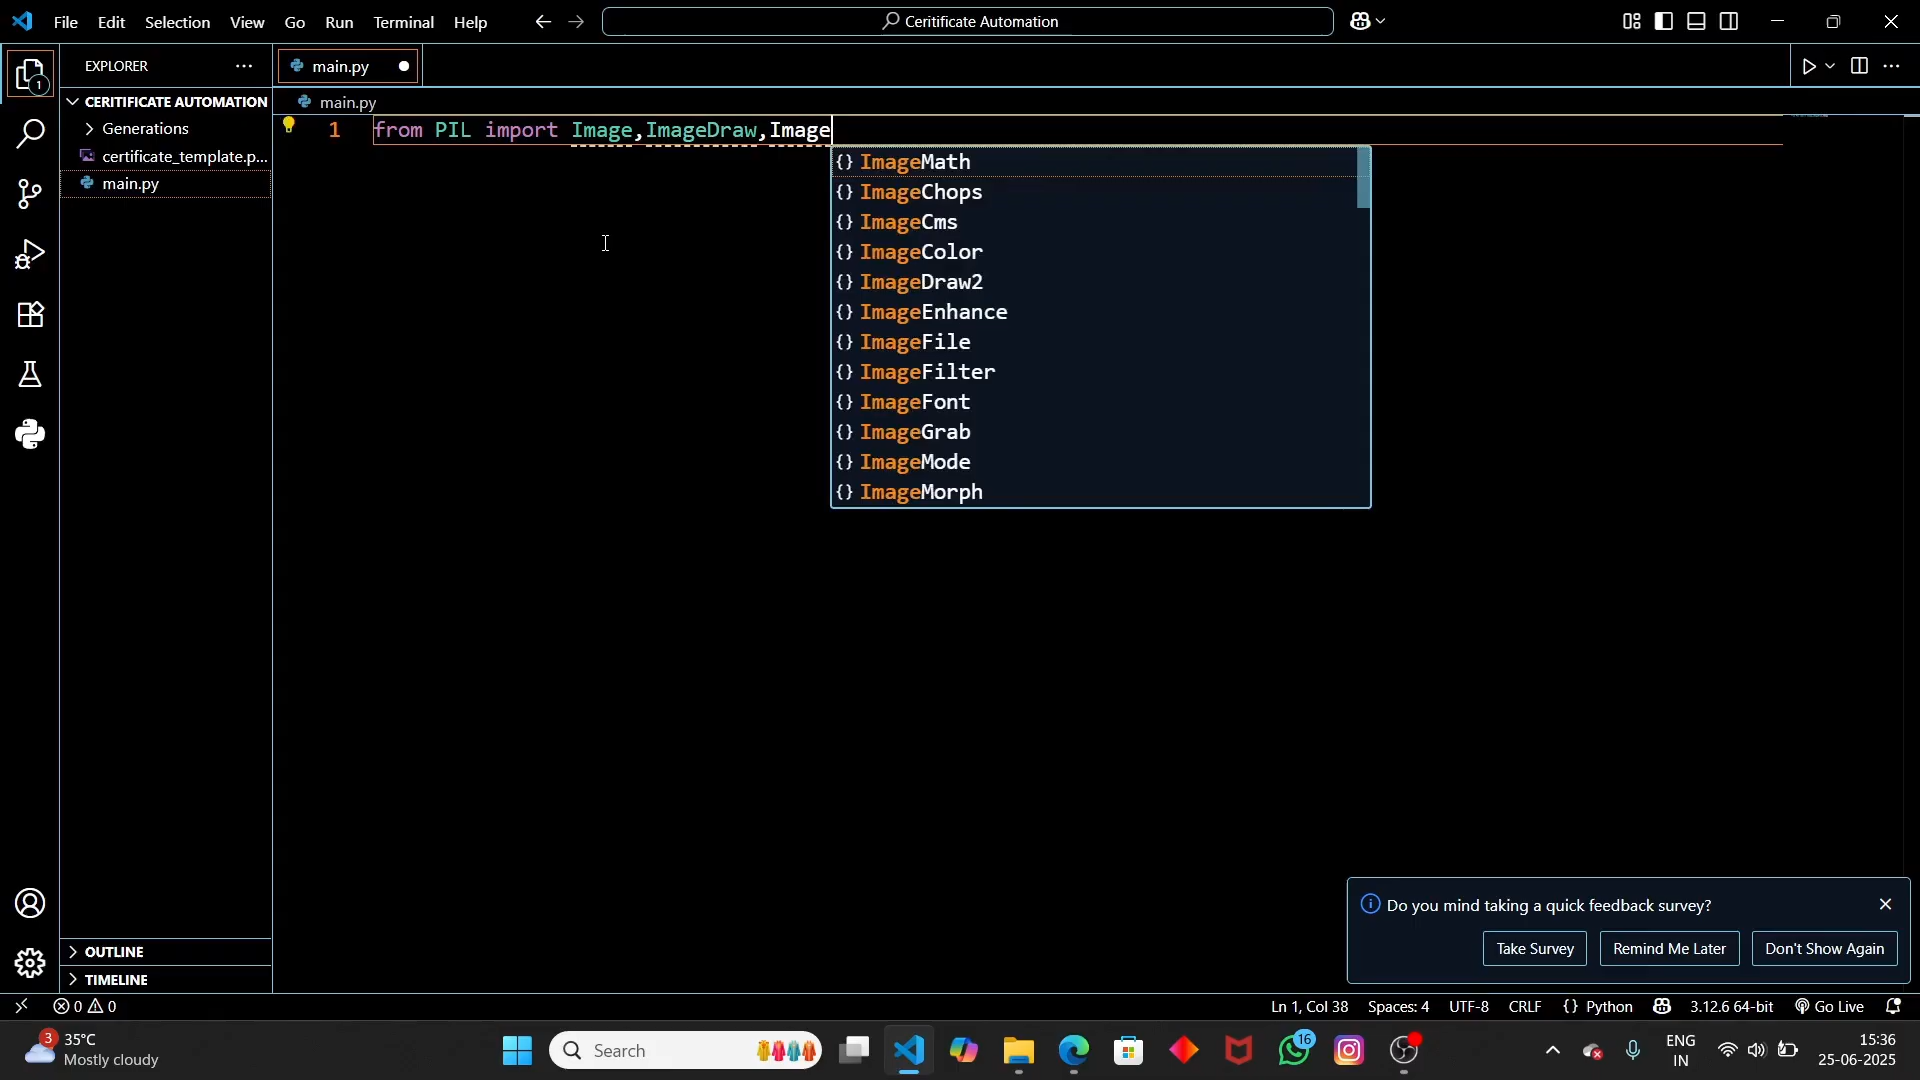 File Edit Selection View Go Run Terminal Help
Ceritificate Automation
EXPLORER
1
CERITIFICATE AUTOMATION
Generations
certificate_template.p...
main.py
main.py
main.py
1 from PIL import Image,ImageDraw,Image
{} ImageMath
{} ImageChops
{} ImageCms
{} ImageColor
{} ImageDraw2
{} ImageEnhance
{} ImageFile
{} ImageFilter
{} ImageFont
{} ImageGrab
{} ImageMode
{} ImageMorph
Do you mind taking a quick feedback survey?
Take Survey Remind Me Later Don't Show Again
OUTLINE
TIMELINE
0 0
Ln 1, Col 38 Spaces: 4 UTF-8 CRLF {} Python 3.12.6 64-bit Go Live
3 35°C
Mostly cloudy
Search
16
ENG
IN
15:36
25-06-2025